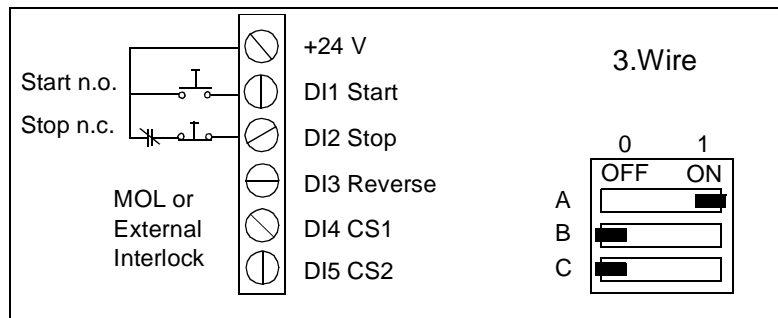 +24 V
3.Wire
Start n.o.
DI1 Start
Stop n.c.
DI2 Stop
0 1
OFF ON
DI3 Reverse
A
MOL or
External
Interlock
DI4 CS1
B
DI5 CS2
C